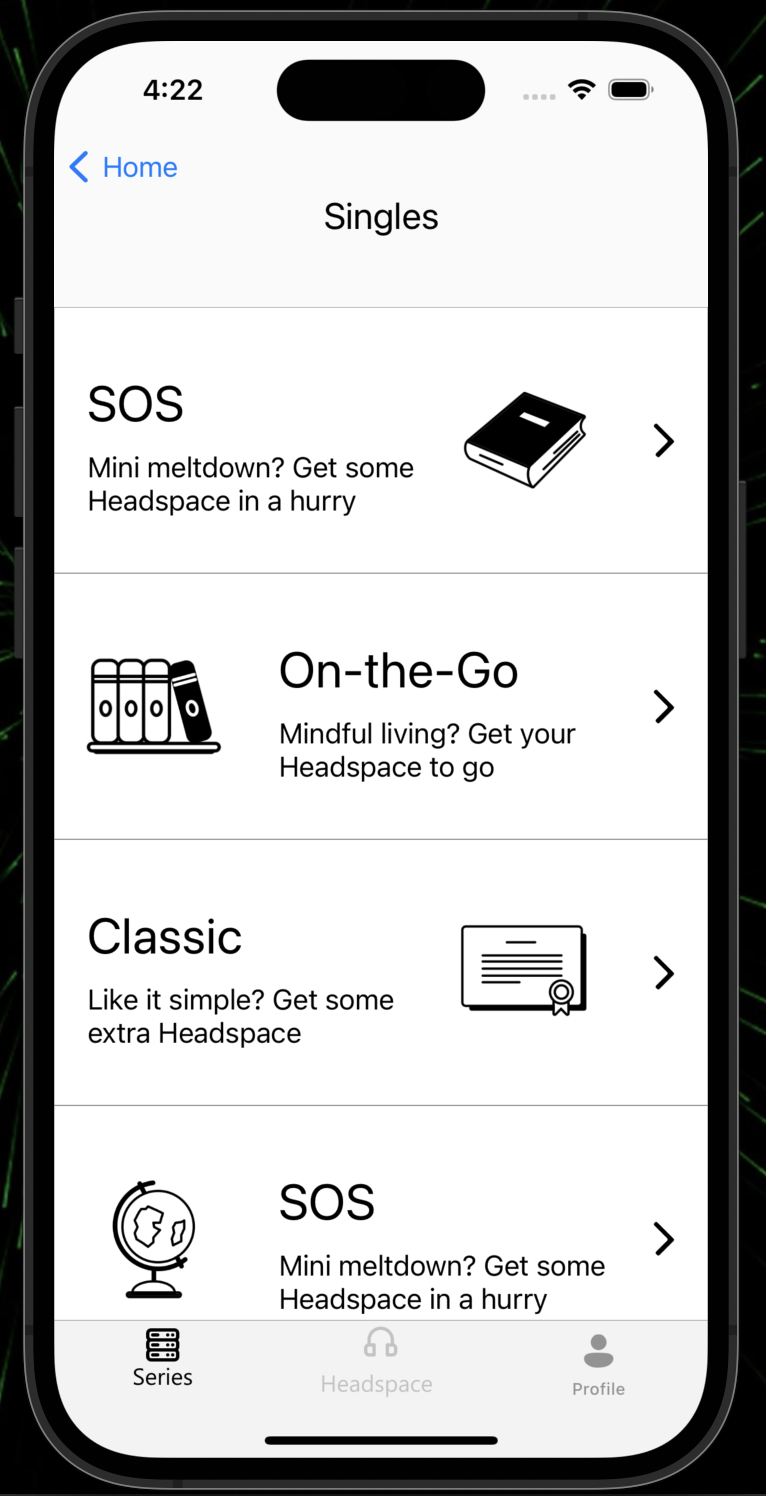 4:22
Home
Singles
SOS
Mini meltdown? Get some
Headspace in a hurry
On-the-Go
Mindful living? Get your
Headspace to go
Classic
Like it simple? Get some
extra Headspace
SOS
Mini meltdown? Get some
Headspace in a hurry
Series
Headspace
Profile